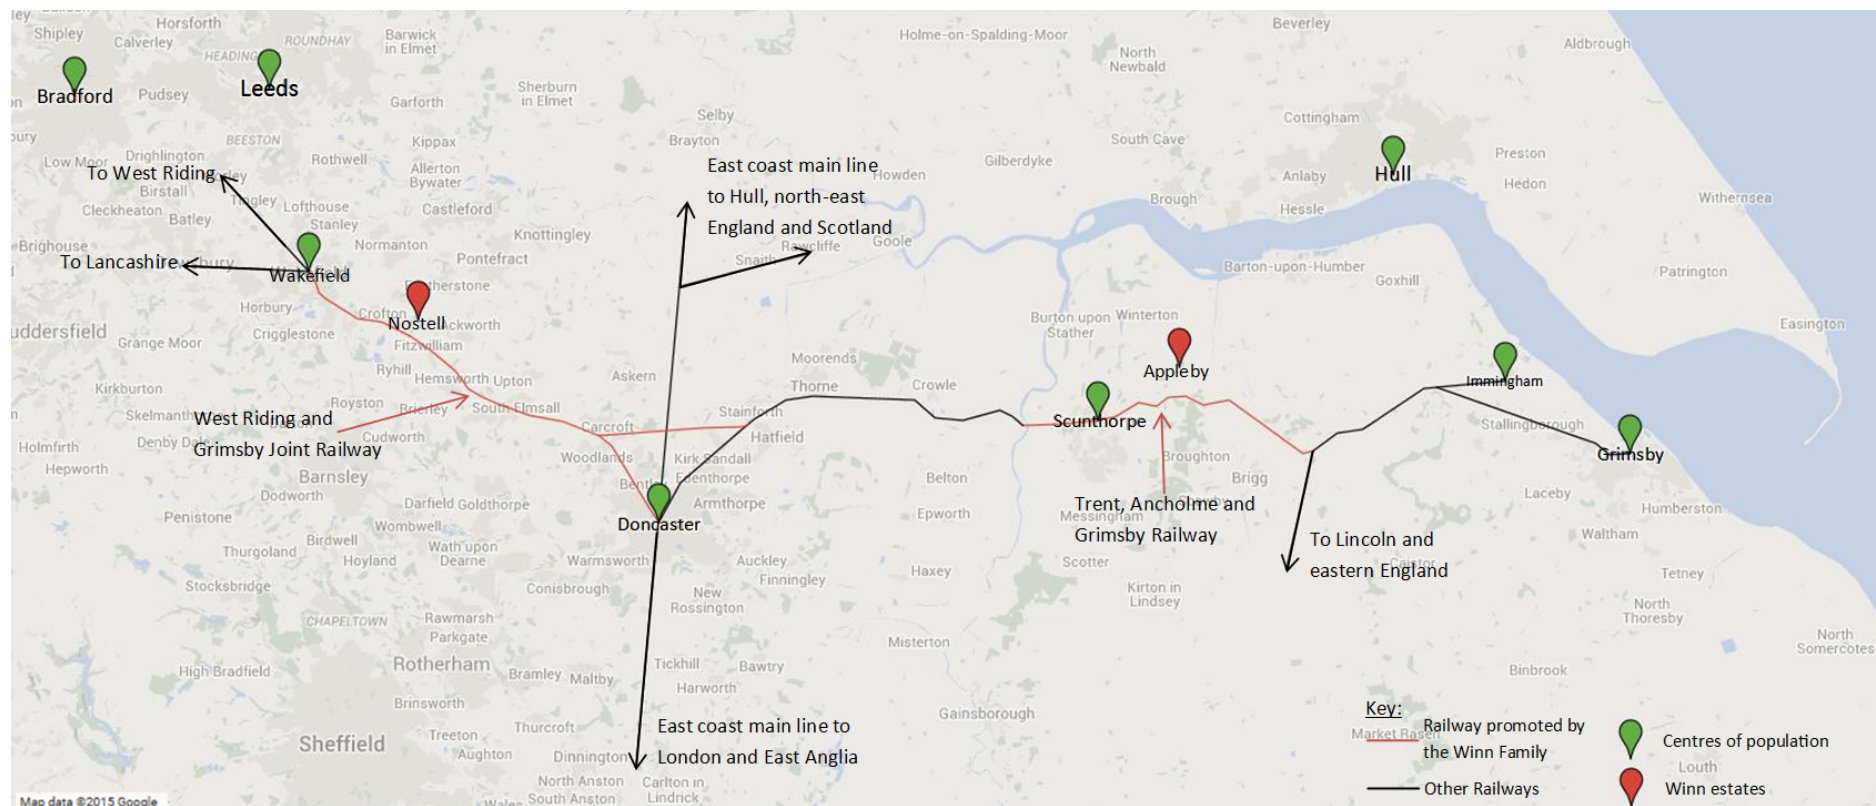 Horsforth
Shipley
Calverley
HEADING
ROUNDHAY
Barwick
in Elmet
Holme-on-Spalding-Moor
Beverley
North
Newbald
Aldbrough
Bradford
Pudsey
Leeds
Garforth
Sherburn
in Elmet
Selby
Cottingham
BEESTON
Kippax
Brayton
South Cave
Low Moor
Drighlington
Rothwell
Allerton
Bywater
East coast main line
to Hull, north-east
England and Scotland
Howden
Gilberdyke
Hull
Anlaby
Preston
Hedon
To West Riding
Birstall
Tingley
Lofthouse
Castleford
Brough
Hessle
Withernsea
Cleckheaton
Batley
Stanley
Knottingley
Brighouse
Normanton
Rawcliffe
Goole
To Lancashire
Wakefield
Pontefract
Snaith
Barton-upon-Humber
Goxhill
Patrington
Horbury
Crofton
Nostell
Ackworth
Fitzwilliam
Burton upon
Stather
Winterton
Easington
uddersfield
Grange Moor
Crigglestone
Ryhill
Hemsworth
Upton
Askern
Moorends
Thorne
Crowle
Appleby
Immingham
Kirkburton
Royston
Brierley
South Elmsall
Stainforth
Scunthorpe
Stallingborough
West Riding and
Grimsby Joint Railway
Skelmanthorpe
Denby Dale
Cudworth
Carcroft
Hatfield
Grimsby
Holmfirth
Hepworth
Barnsley
Woodlands
Kirk Sandall
Broughton
Dodworth
Darfield
Goldthorpe
Armthorpe
Belton
Brigg
Laceby
Humberston
Penistone
Wombwell
Doncaster
Epworth
Messingham
Trent, Ancholme and
Grimsby Railway
Waltham
Thurgoland
Birdwell
Hoyland
Wath upon
Dearne
Warmsworth
Auckley
Finningley
Haxey
Scotter
To Lincoln and
eastern England
Tetney
Stocksbridge
Conisbrough
New
Rossington
Kirton in
Lindsey
North
Thoresby
CHAPELTOWN
Rawmarsh
Parkgate
Misterton
North
Somercotes
High Bradfield
Rotherham
Bramley
Maltby
Tickhill
Bawtry
Harworth
Binbrook
Brinsworth
Gainsborough
Sheffield
Treeton
Aughton
Thurcroft
Dinnington
East coast main line to
London and East Anglia
Key:
Railway promoted by
the Winn Family
Market Rasen
Centres of population
Louth
North Anston
South Anston
Carlton in
Lindrick
Other Railways
Winn estates
Map data ©2015 Google
Wales